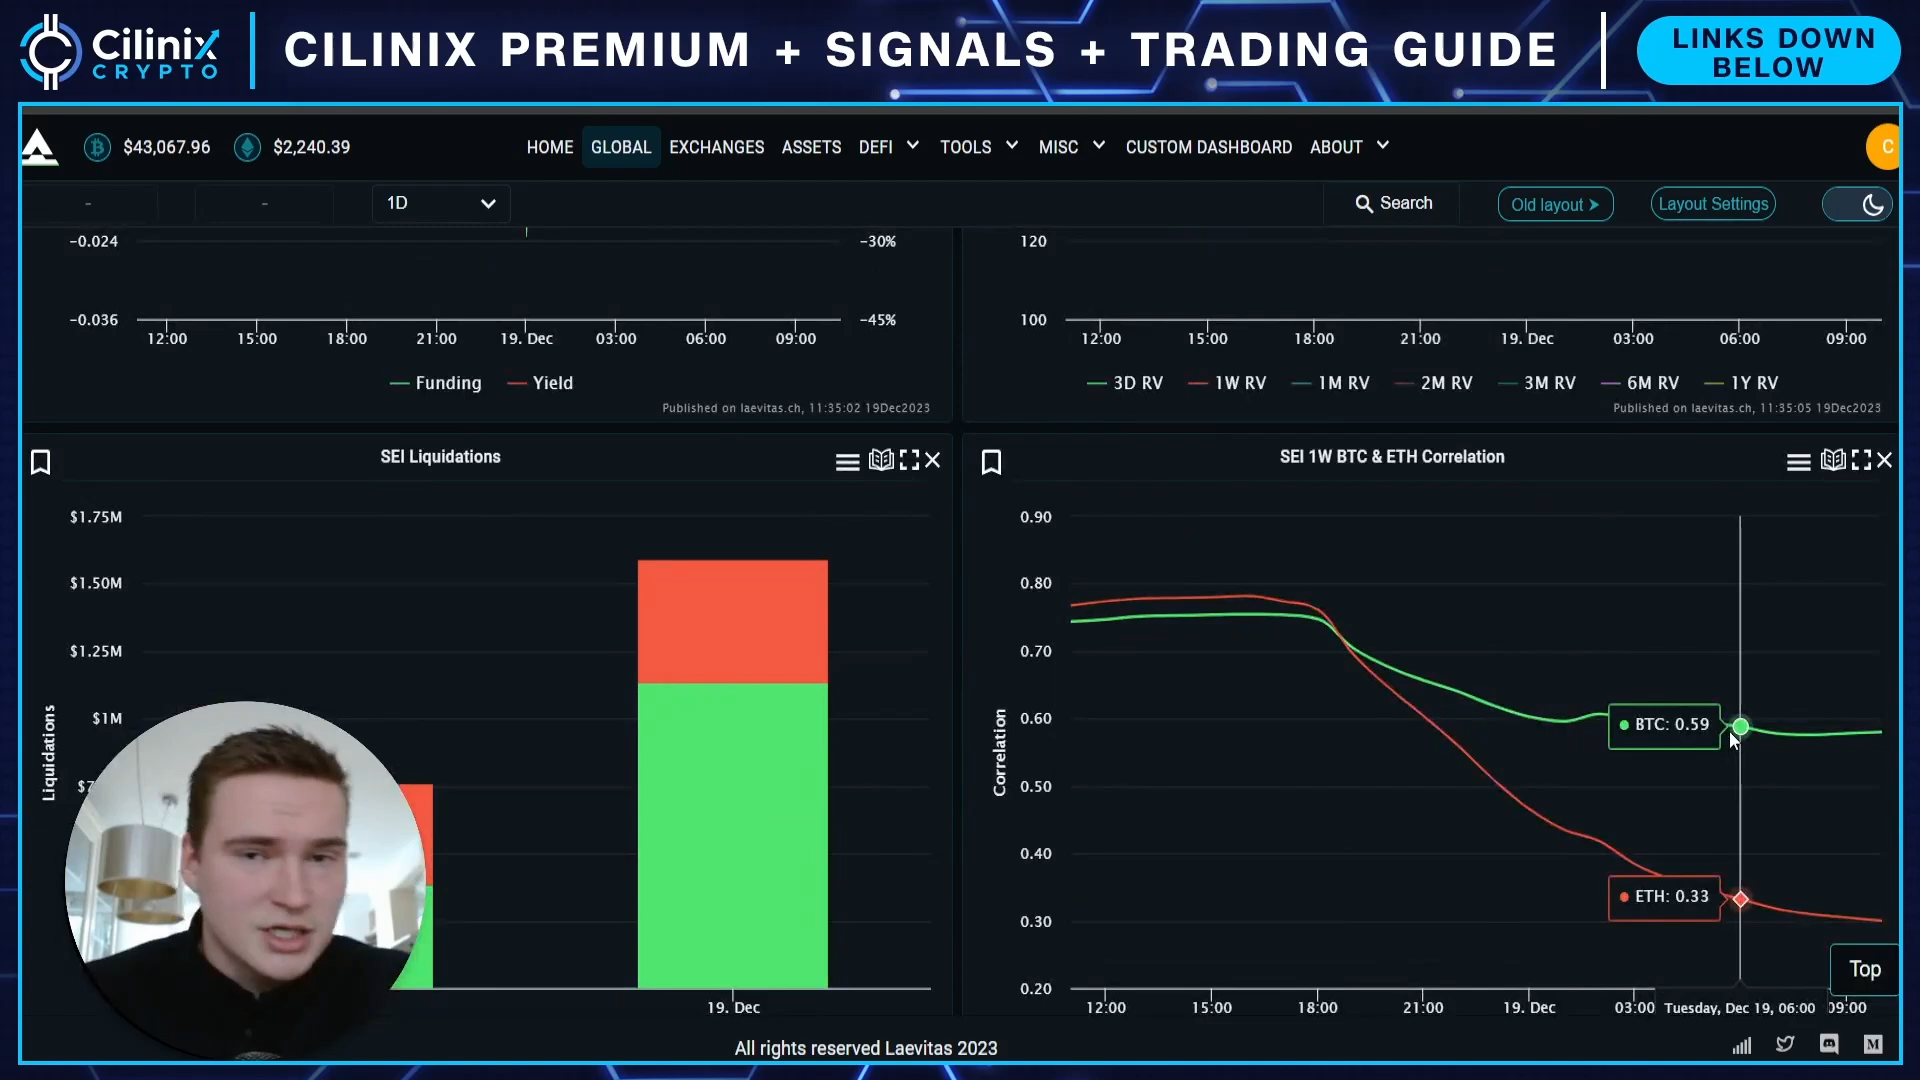 Cilinix
CRYPTO
CILINIX PREMIUM + SIGNALS + TRADING GUIDE
LINKS DOWN
BELOW
$43,067.96
$2,240.39
HOME
GLOBAL
EXCHANGES
ASSETS
DEFI
TOOLS
MISC
CUSTOM DASHBOARD
ABOUT
C
-
-
1D
Search
Old layout
Layout Settings
−0.024
−30%
−0.036
−45%
12:00 15:00 18:00 21:00 19. Dec 03:00 06:00 09:00
Funding Yield
Published on laevitas.ch, 11:35:02 19Dec2023
120
100
12:00 15:00 18:00 21:00 19. Dec 03:00 06:00 09:00
3D RV 1W RV 1M RV 2M RV 3M RV 6M RV 1Y RV
Published on laevitas.ch, 11:35:05 19Dec2023
SEI Liquidations
$1.75M
$1.50M
$1.25M
$1M
Liquidations
19. Dec
SEI 1W BTC & ETH Correlation
0.90
0.80
0.70
0.60
0.50
0.40
0.30
0.20
Correlation
BTC: 0.59
ETH: 0.33
12:00 15:00 18:00 21:00 19. Dec 03:00 Tuesday, Dec 19, 06:00 09:00
Top
All rights reserved Laevitas 2023
M